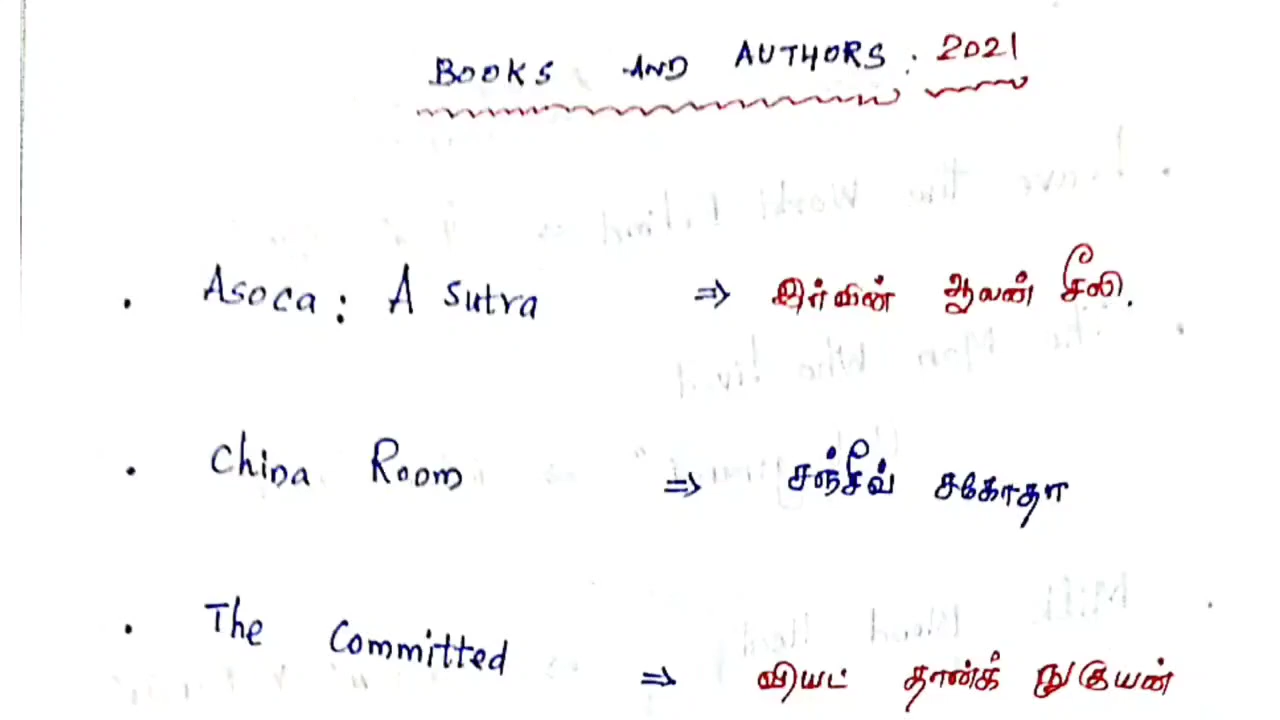 BOOKS AND AUTHORS : 2021
• Asoca : A Sutra ⇒ இர்வின் ஆலன் சீலி.
• China Room ⇒ சஞ்சீவ் சகோதா
• The Committed ⇒ வியட் தான்க் நுகுயன்